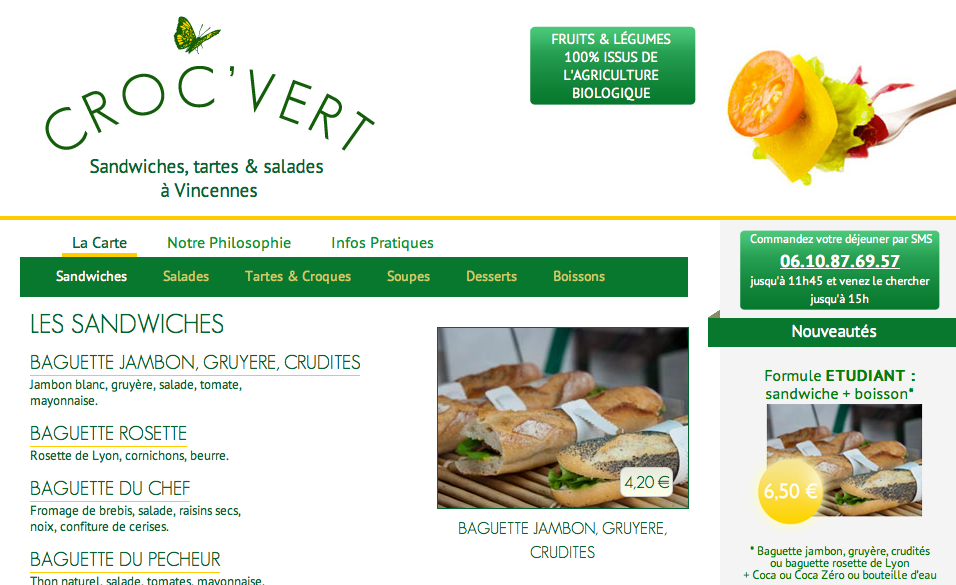 CROC'VERT
Sandwiches, tartes & salades
à Vincennes
FRUITS & LÉGUMES
100% ISSUS DE
L'AGRICULTURE
BIOLOGIQUE
La Carte
Notre Philosophie
Infos Pratiques
Sandwiches
Salades
Tartes & Croques
Soupes
Desserts
Boissons
Commandez votre déjeuner par SMS
06.10.87.69.57
jusqu'à 11h45 et venez le chercher
jusqu'à 15h
LES SANDWICHES
BAGUETTE JAMBON, GRUYERE, CRUDITES
Jambon blanc, gruyère, salade, tomate,
mayonnaise.
BAGUETTE ROSETTE
Rosette de Lyon, cornichons, beurre.
BAGUETTE DU CHEF
Fromage de brebis, salade, raisins secs,
noix, confiture de cerises.
BAGUETTE DU PECHEUR
Thon naturel, salade, tomates, mayonnaise.
4,20 €
BAGUETTE JAMBON, GRUYERE,
CRUDITES
Nouveautés
Formule ETUDIANT :
sandwiche + boisson*
6,50 €
* Baguette jambon, gruyère, crudités
ou baguette rosette de Lyon
+ Coca ou Coca Zéro ou bouteille d'eau